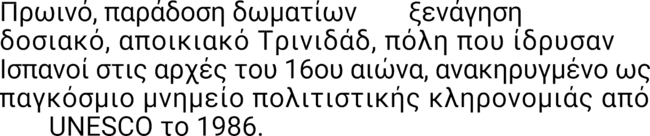 Πρωινό, παράδοση δωματίων ξενάγηση
δοσιακό, αποικιακό Τρινιδάδ, πόλη που ίδρυσαν
Ισπανοί στις αρχές του 16ου αιώνα, ανακηρυγμένο ως
παγκόσμιο μνημείο πολιτιστικής κληρονομιάς από
UNESCO το 1986.